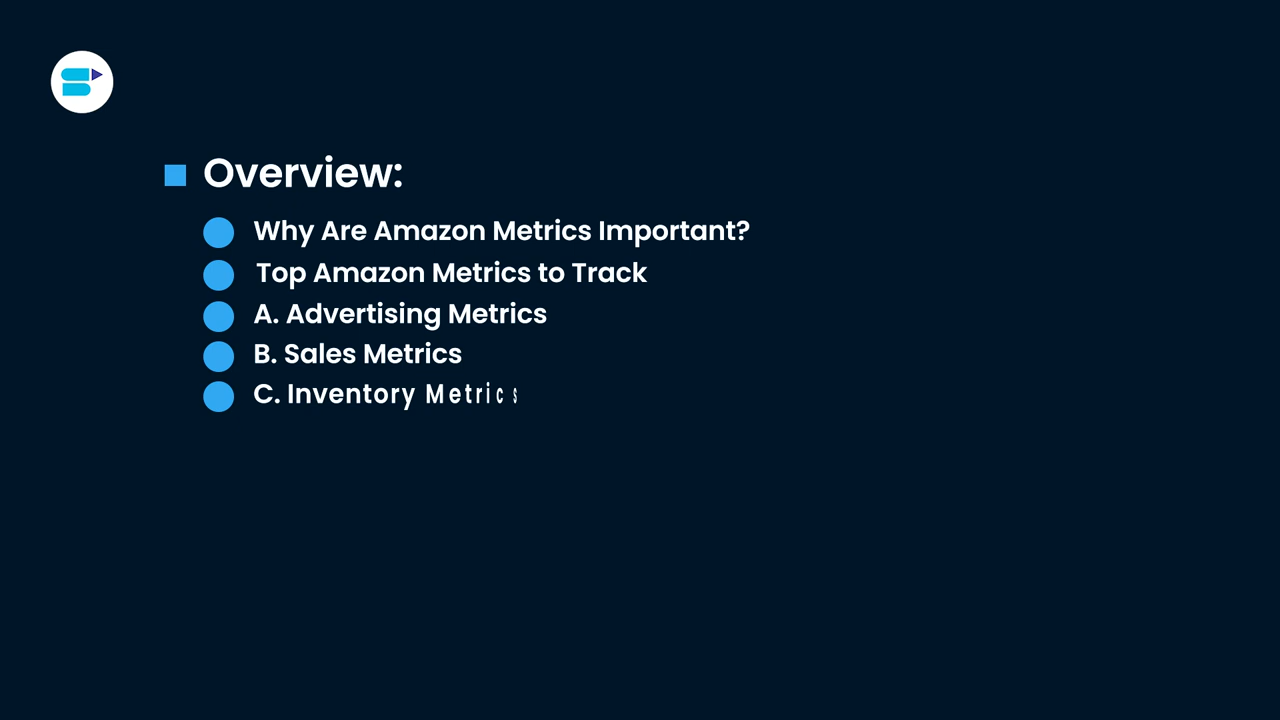 Overview:
Why Are Amazon Metrics Important?
Top Amazon Metrics to Track
A. Advertising Metrics
B. Sales Metrics
C. Inventory Metrics